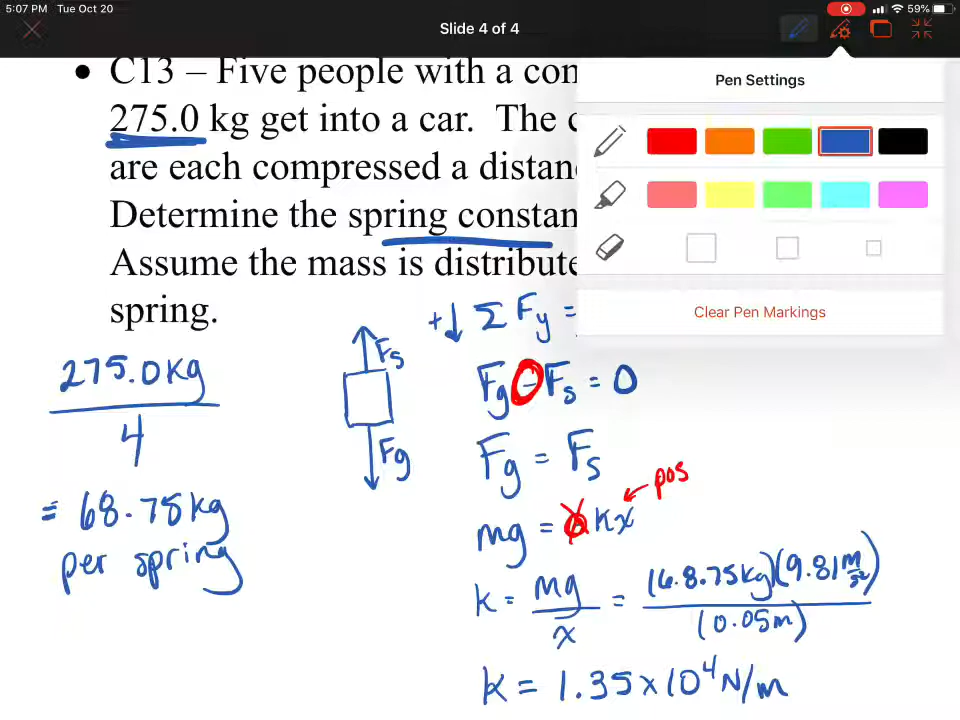 5:07 PM Tue Oct 20
59%
Slide 4 of 4
Pen Settings
• C13 – Five people with a con
275.0 kg get into a car. The c
are each compressed a distan
Determine the spring constan
Assume the mass is distribute
spring.
Clear Pen Markings
275.0kg
4
= 68.75kg
per spring
Fs
Fg
+↓ Σ Fy =
Fg - Fs = 0
Fg = Fs
mg = kx
pos
k = mg/x = (68.75kg)(9.81 m/s²)/(0.05m)
k = 1.35 x 10⁴ N/m